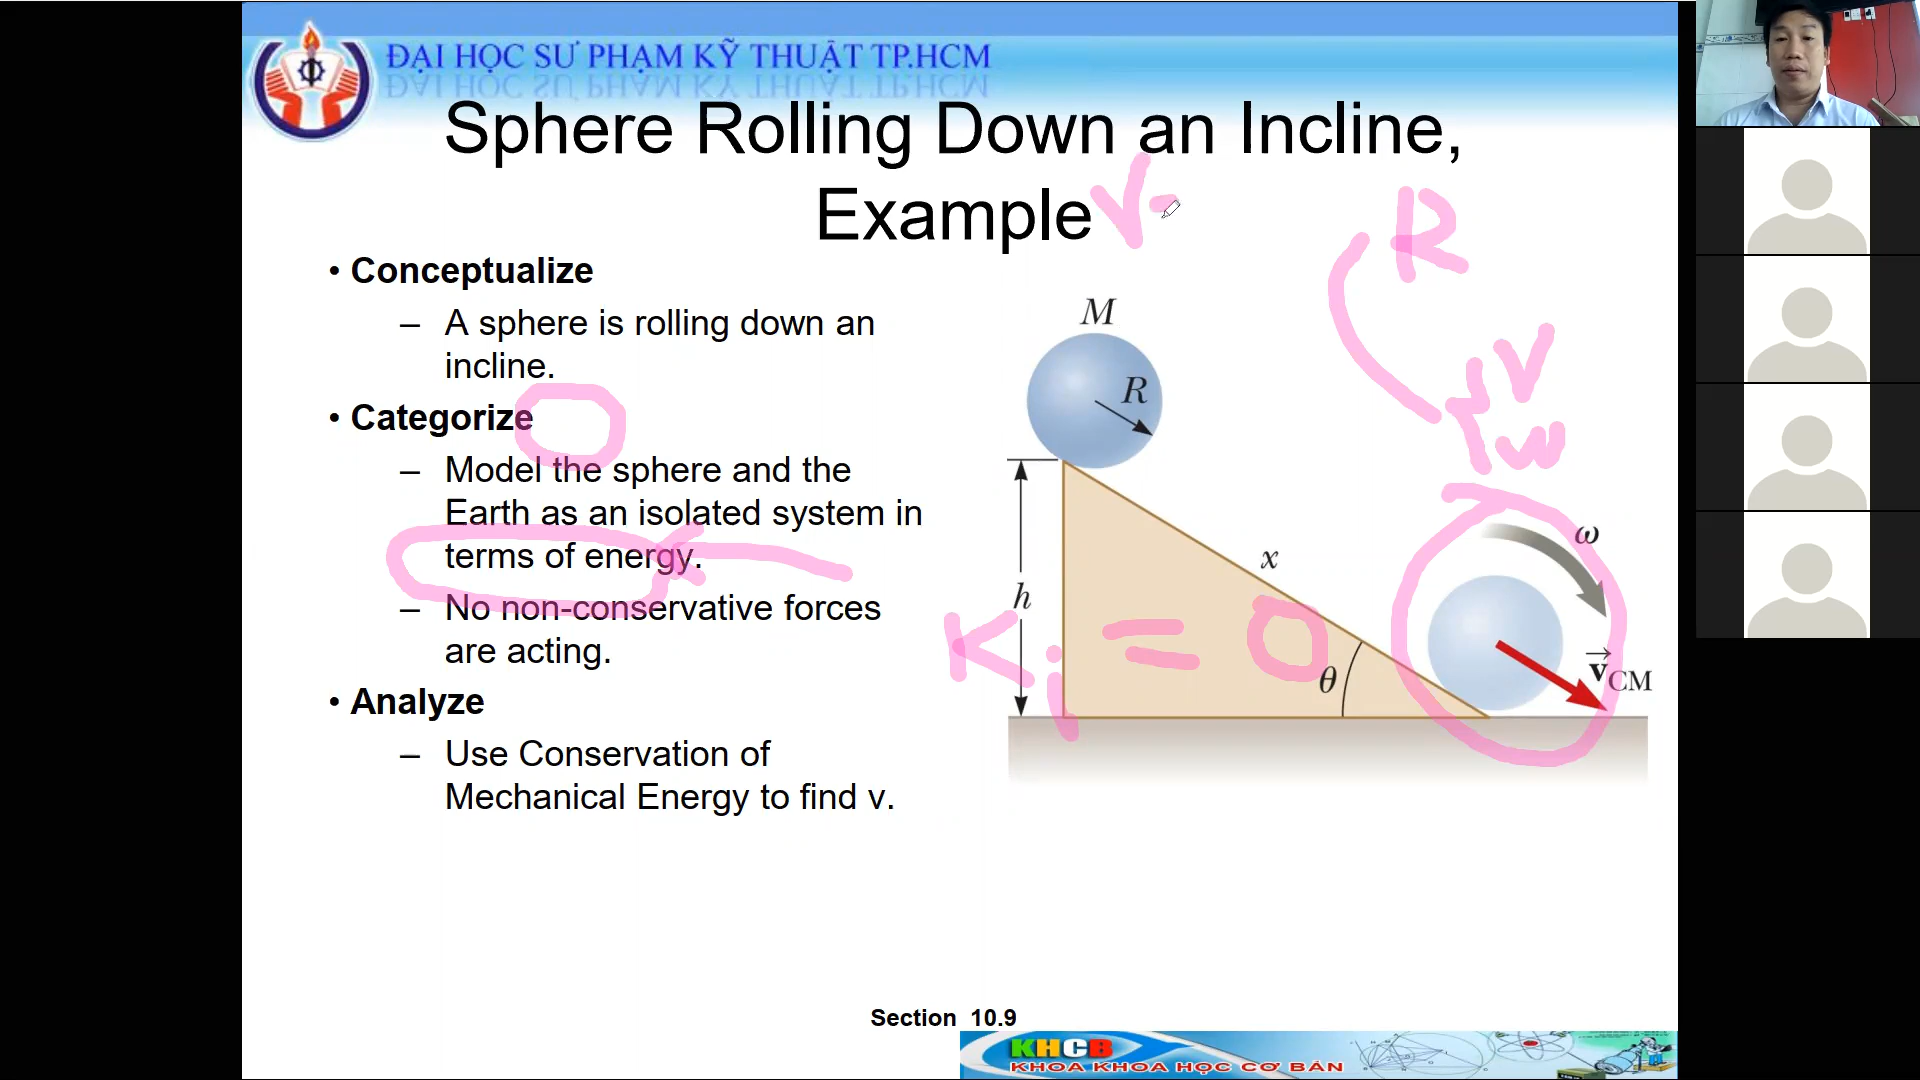 ĐẠI HỌC SƯ PHẠM KỸ THUẬT TP.HCM
Sphere Rolling Down an Incline,
Example
V
R
• Conceptualize
– A sphere is rolling down an
incline.
• Categorize
– Model the sphere and the
Earth as an isolated system in
terms of energy.
– No non-conservative forces
are acting.
• Analyze
– Use Conservation of
Mechanical Energy to find v.
M
R
V
w
ω
x
h
Ki = 0
θ
v⃗CM
Section 10.9
KHCB
KHOA KHOA HỌC CƠ BẢN